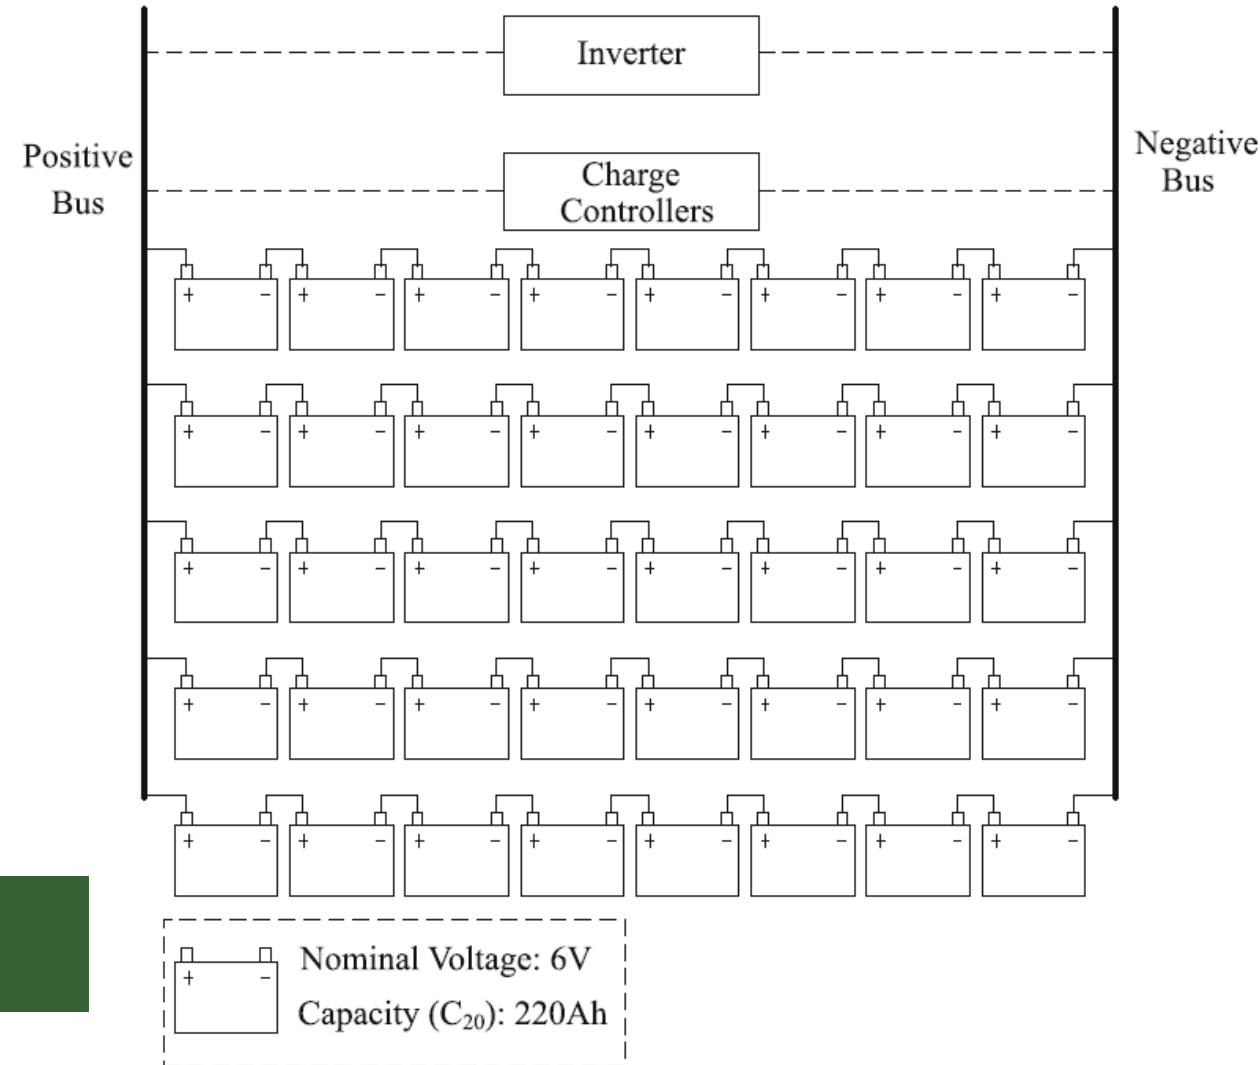 Inverter
Positive
Bus
Negative
Bus
Charge
Controllers
+ − + − + − + − + − + − + − + −
+ − + − + − + − + − + − + − + −
+ − + − + − + − + − + − + − + −
+ − + − + − + − + − + − + − + −
+ − + − + − + − + − + − + − + −
Nominal Voltage: 6V
+ −
Capacity (C₂₀): 220Ah